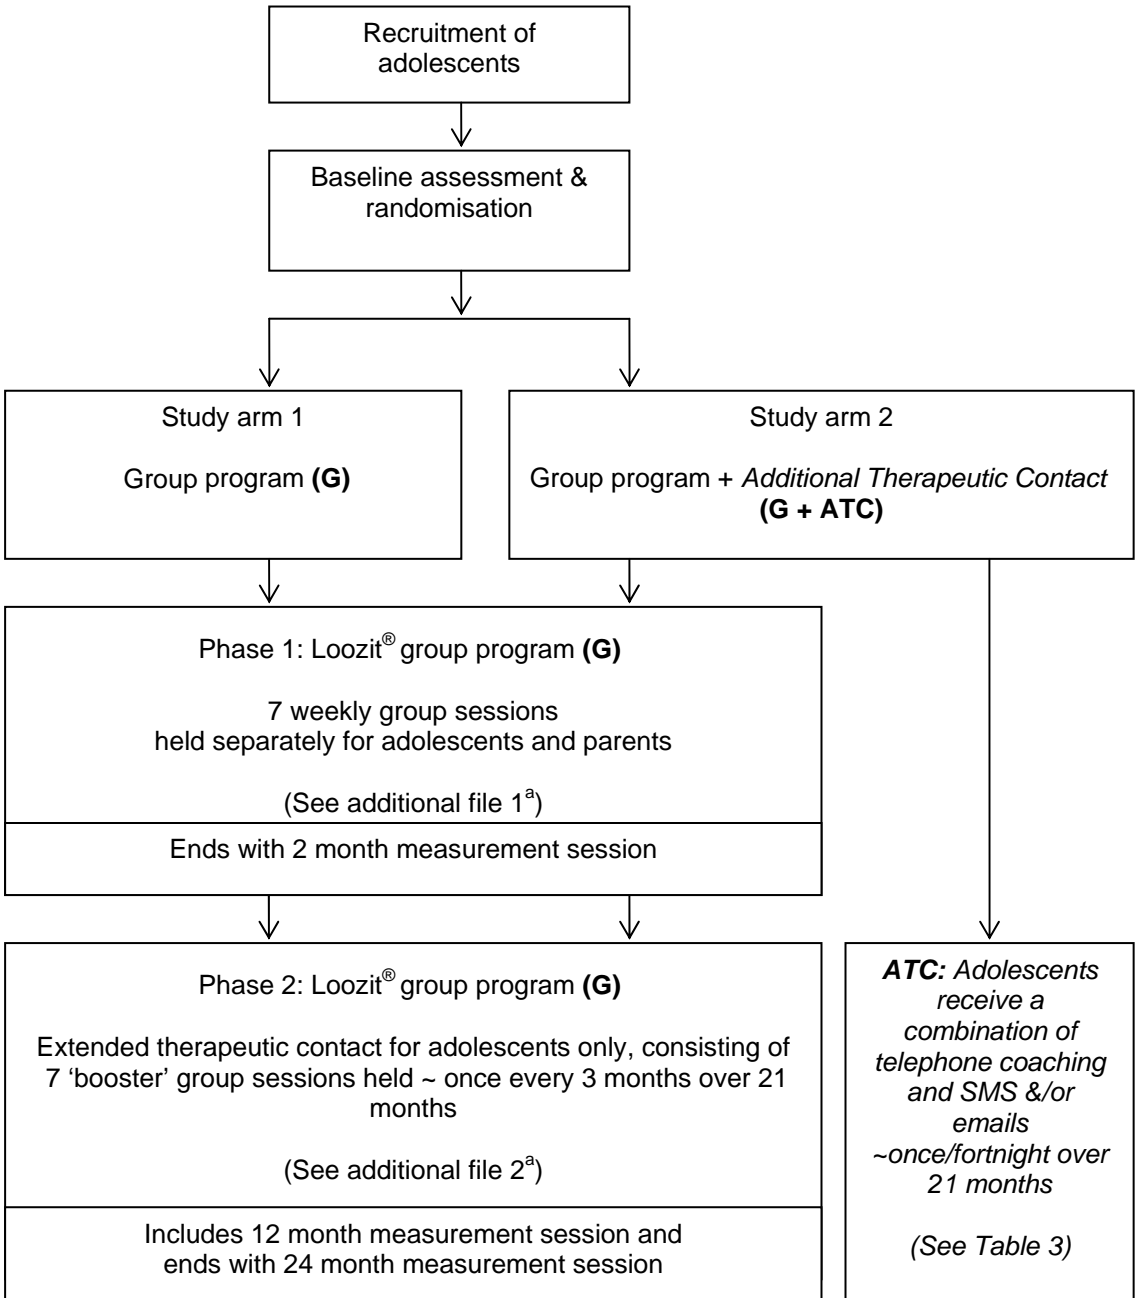 Recruitment of
adolescents
Baseline assessment &
randomisation
Study arm 1
Group program (G)
Study arm 2
Group program + Additional Therapeutic Contact
(G + ATC)
Phase 1: Loozit® group program (G)
7 weekly group sessions
held separately for adolescents and parents
(See additional file 1ᵃ)
Ends with 2 month measurement session
Phase 2: Loozit® group program (G)
Extended therapeutic contact for adolescents only, consisting of
7 ‘booster’ group sessions held ~ once every 3 months over 21
months
(See additional file 2ᵃ)
Includes 12 month measurement session and
ends with 24 month measurement session
ATC: Adolescents
receive a
combination of
telephone coaching
and SMS &/or
emails
~once/fortnight over
21 months
(See Table 3)